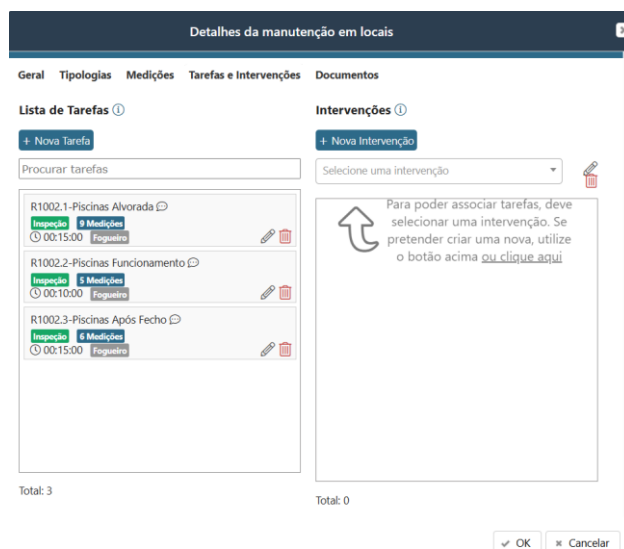 Detalhes da manutenção em locais
Geral Tipologias Medições Tarefas e Intervenções Documentos
Lista de Tarefas
+ Nova Tarefa
Procurar tarefas
R1002.1-Piscinas Alvorada
Inspeção 9 Medições
00:15:00 Fogueiro
R1002.2-Piscinas Funcionamento
Inspeção 5 Medições
00:10:00 Fogueiro
R1002.3-Piscinas Após Fecho
Inspeção 6 Medições
00:15:00 Fogueiro
Total: 3
Intervenções
+ Nova Intervenção
Selecione uma intervenção
Para poder associar tarefas, deve
selecionar uma intervenção. Se
pretender criar uma nova, utilize
o botão acima ou clique aqui
Total: 0
OK Cancelar